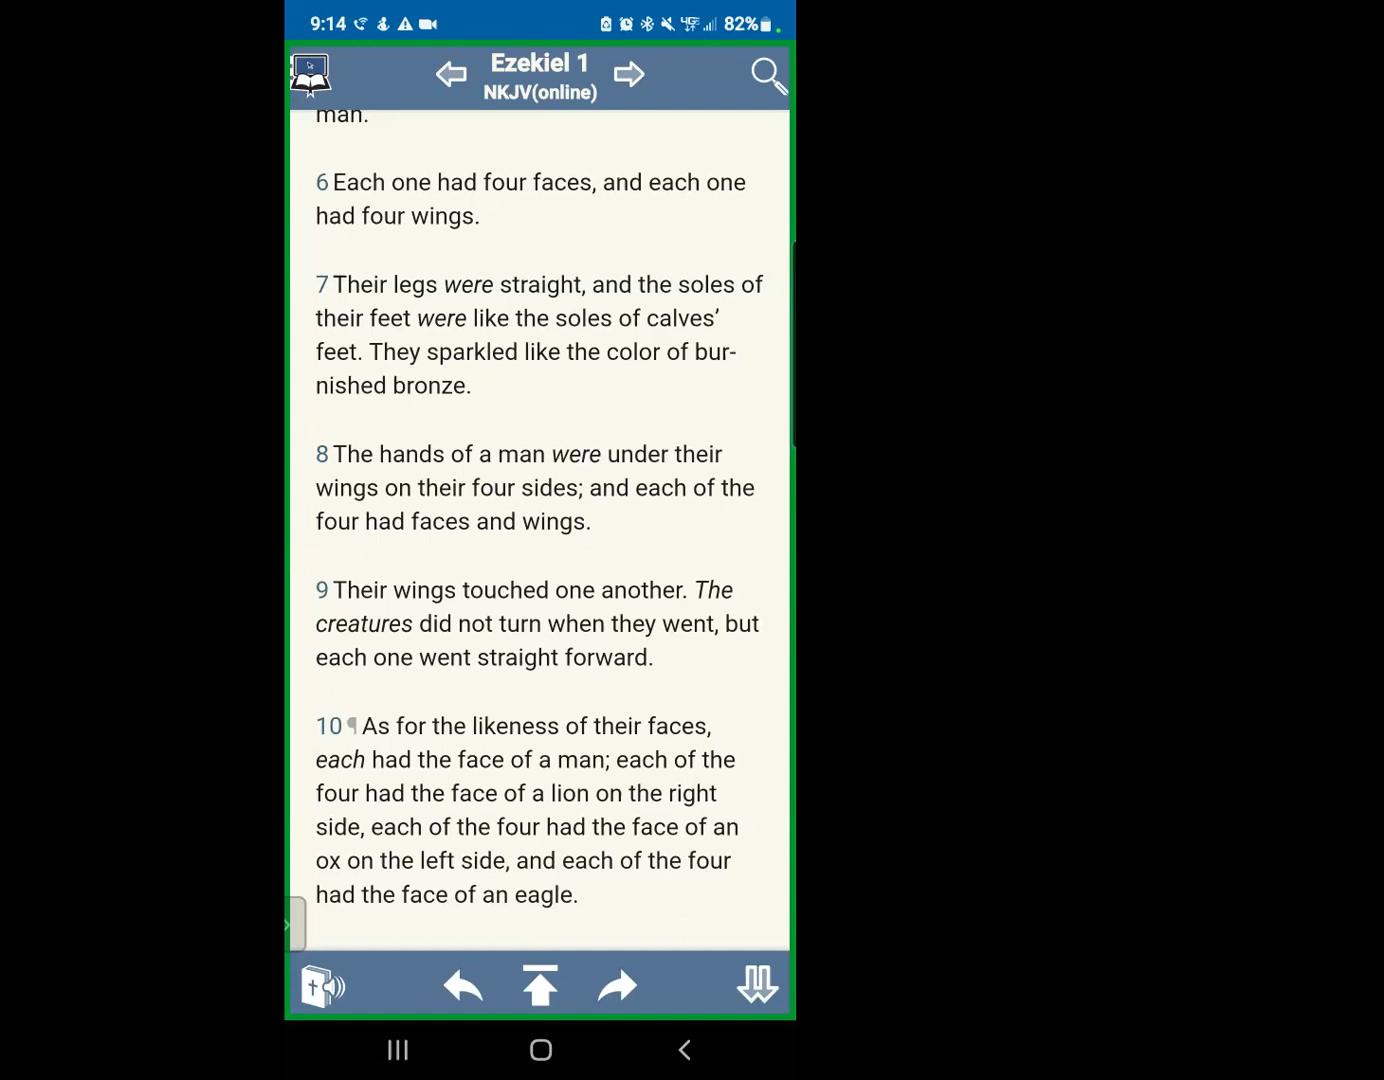 9:14 82%
Ezekiel 1
NKJV(online)
man.
6 Each one had four faces, and each one
had four wings.
7 Their legs were straight, and the soles of
their feet were like the soles of calves’
feet. They sparkled like the color of bur-
nished bronze.
8 The hands of a man were under their
wings on their four sides; and each of the
four had faces and wings.
9 Their wings touched one another. The
creatures did not turn when they went, but
each one went straight forward.
10 ¶ As for the likeness of their faces,
each had the face of a man; each of the
four had the face of a lion on the right
side, each of the four had the face of an
ox on the left side, and each of the four
had the face of an eagle.